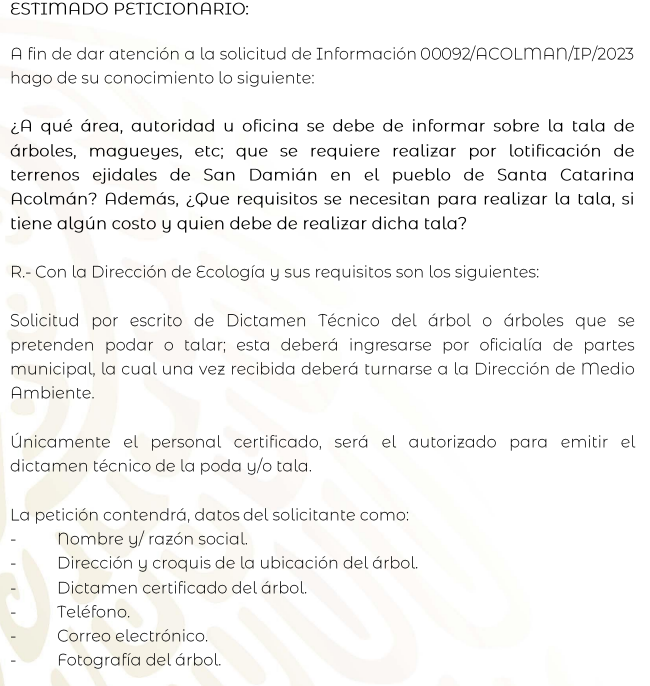 ESTIMADO PETICIONARIO:
A fin de dar atención a la solicitud de Información 00092/ACOLMAN/IP/2023
hago de su conocimiento lo siguiente:
¿A qué área, autoridad u oficina se debe de informar sobre la tala de
árboles, magueyes, etc; que se requiere realizar por lotificación de
terrenos ejidales de San Damián en el pueblo de Santa Catarina
Acolmán? Además, ¿Que requisitos se necesitan para realizar la tala, si
tiene algún costo y quien debe de realizar dicha tala?
R.- Con la Dirección de Ecología y sus requisitos son los siguientes:
Solicitud por escrito de Dictamen Técnico del árbol o árboles que se
pretenden podar o talar; esta deberá ingresarse por oficialía de partes
municipal, la cual una vez recibida deberá turnarse a la Dirección de Medio
Ambiente.
Únicamente el personal certificado, será el autorizado para emitir el
dictamen técnico de la poda y/o tala.
La petición contendrá, datos del solicitante como:
- Nombre y/ razón social.
- Dirección y croquis de la ubicación del árbol.
- Dictamen certificado del árbol.
- Teléfono.
- Correo electrónico.
- Fotografía del árbol.